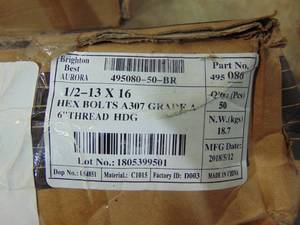 Brighton
Best
AURORA
495080-50-BR
Part No.
495 086
1/2-13 X 16
HEX BOLTS A307 GRADE A
6"THREAD HDG
Q'ty: (Pcs)
50
N.W.(kgs)
18.7
Lot No.: 1805399501
MFG Date:
2018/5/12
Material: C1015
Factory ID: D003
MADE IN CHINA